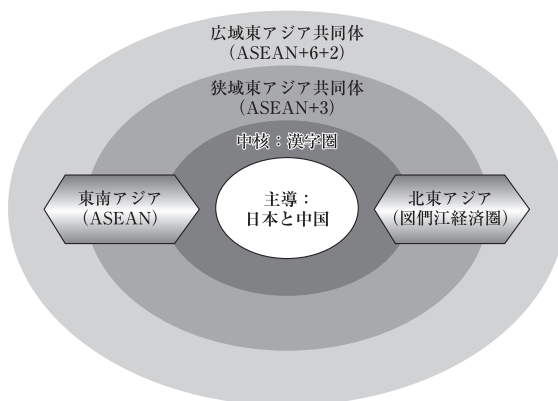 広域東アジア共同体
(ASEAN+6+2)
狭域東アジア共同体
(ASEAN+3)
中核：漢字圏
主導：
日本と中国
東南アジア
(ASEAN)
北東アジア
(図們江経済圏)